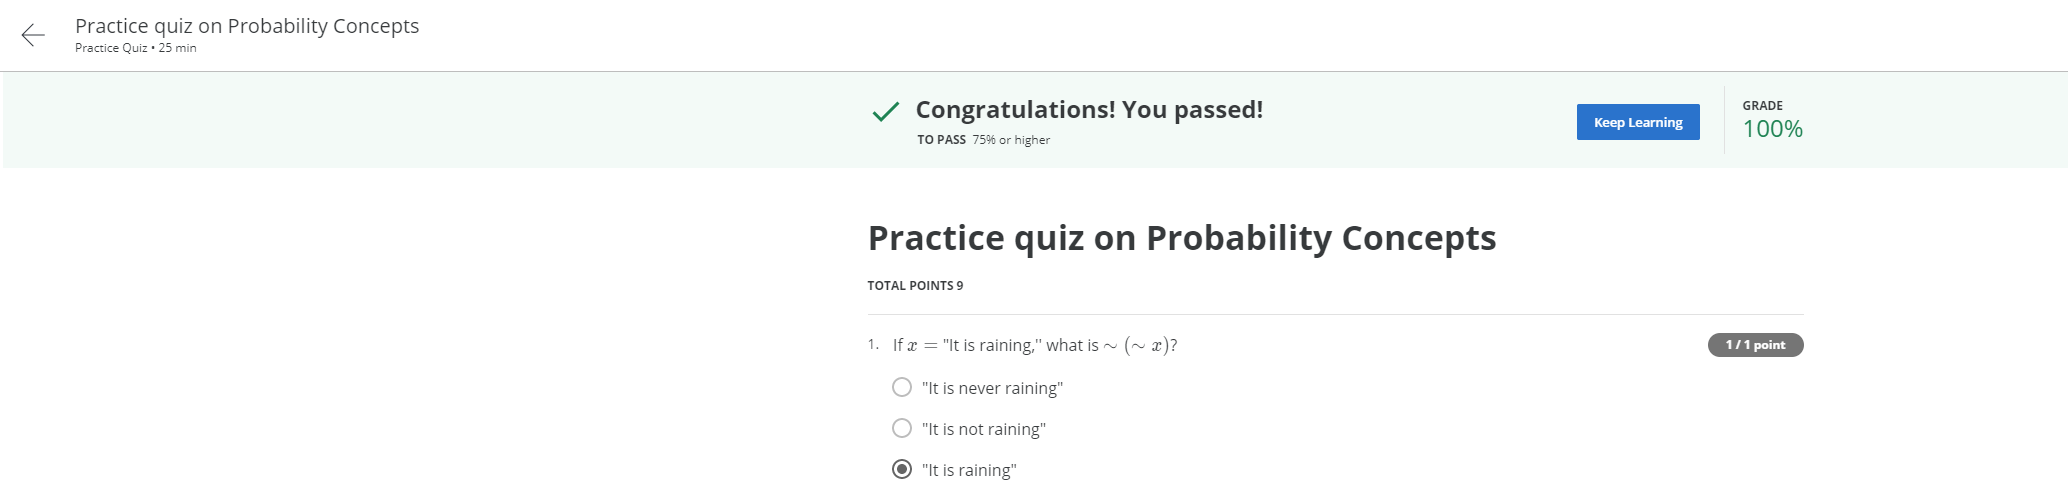 Practice quiz on Probability Concepts
Practice Quiz • 25 min
Congratulations! You passed!
TO PASS 75% or higher
Keep Learning
GRADE
100%
Practice quiz on Probability Concepts
TOTAL POINTS 9
1. If x = "It is raining," what is ∼ (∼ x)?
1 / 1 point
"It is never raining"
"It is not raining"
"It is raining"